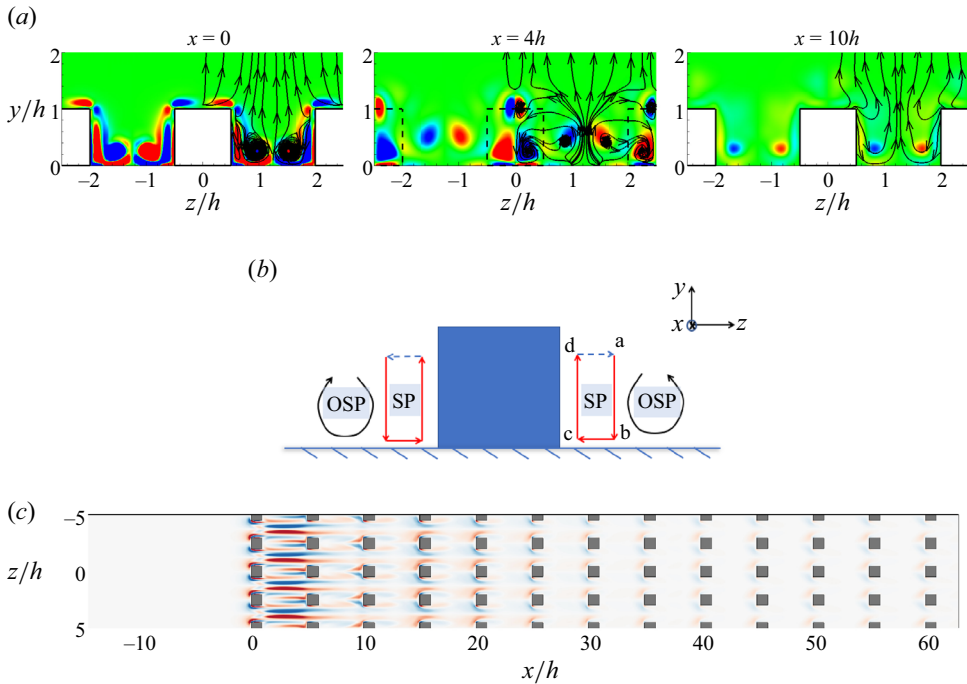 (a)
x = 0 x = 4h x = 10h
2 2 2
y/h 1 1 1
0 0 0
−2 −1 0 1 2 −2 −1 0 1 2 −2 −1 0 1 2
z/h z/h z/h
(b)
y
x z
d a
OSP SP SP OSP
c b
(c)
−5
z/h 0
5
−10 0 10 20 30 40 50 60
x/h